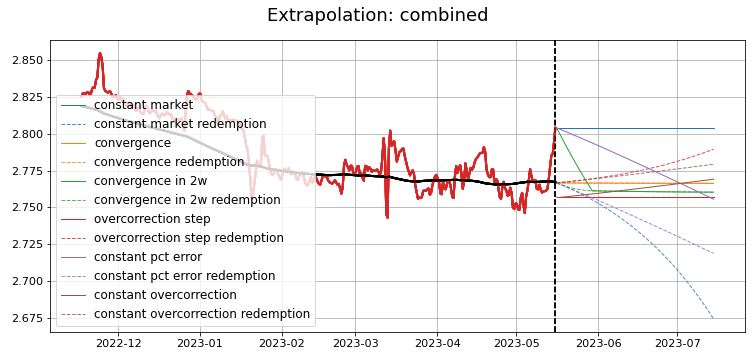 Extrapolation: combined
2.850
2.825
2.800
2.775
2.750
2.725
2.700
2.675
constant market
constant market redemption
convergence
convergence redemption
convergence in 2w
convergence in 2w redemption
overcorrection step
overcorrection step redemption
constant pct error
constant pct error redemption
constant overcorrection
constant overcorrection redemption
2022-12 2023-01 2023-02 2023-03 2023-04 2023-05 2023-06 2023-07